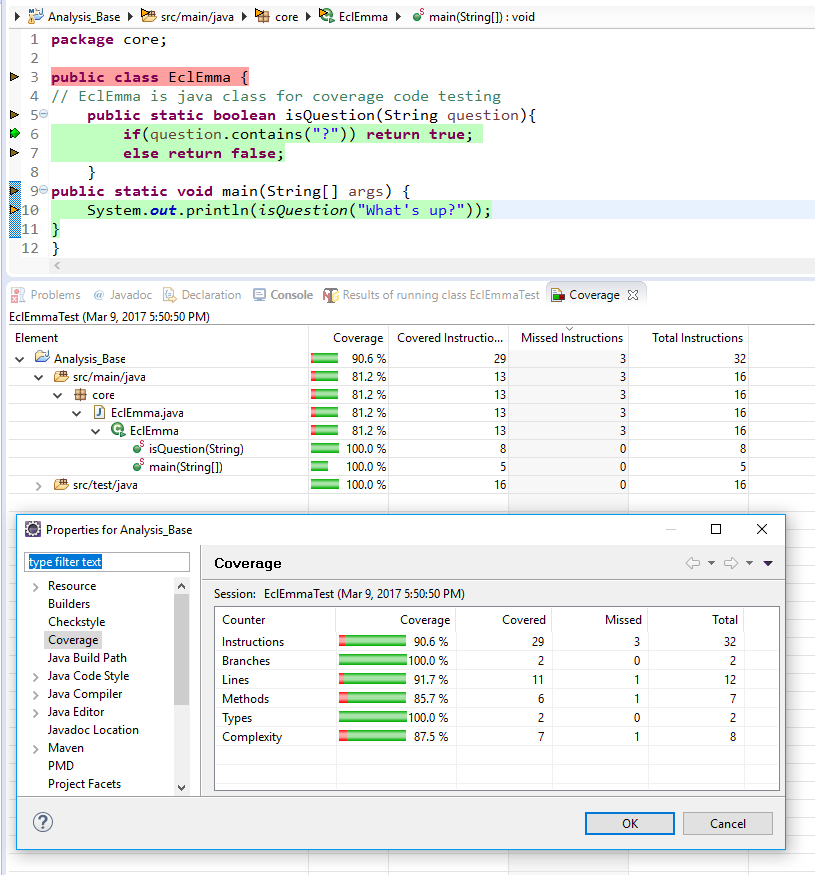 Analysis_Base src/main/java core EclEmma main(String[]) : void
1 package core;
2
3 public class EclEmma {
4 // EclEmma is java class for coverage code testing
5 public static boolean isQuestion(String question){
6 if(question.contains("?")) return true;
7 else return false;
8 }
9 public static void main(String[] args) {
10 System.out.println(isQuestion("What's up?"));
11 }
12 }
Problems @ Javadoc Declaration Console Results of running class EclEmmaTest Coverage
EclEmmaTest (Mar 9, 2017 5:50:50 PM)
Element Coverage Covered Instructio... Missed Instructions Total Instructions
Analysis_Base 90.6 % 29 3 32
src/main/java 81.2 % 13 3 16
core 81.2 % 13 3 16
EclEmma.java 81.2 % 13 3 16
EclEmma 81.2 % 13 3 16
isQuestion(String) 100.0 % 8 0 8
main(String[]) 100.0 % 5 0 5
src/test/java 100.0 % 16 0 16
Properties for Analysis_Base
type filter text
Resource
Builders
Checkstyle
Coverage
Java Build Path
Java Code Style
Java Compiler
Java Editor
Javadoc Location
Maven
PMD
Project Facets
Coverage
Session: EclEmmaTest (Mar 9, 2017 5:50:50 PM)
Counter Coverage Covered Missed Total
Instructions 90.6 % 29 3 32
Branches 100.0 % 2 0 2
Lines 91.7 % 11 1 12
Methods 85.7 % 6 1 7
Types 100.0 % 2 0 2
Complexity 87.5 % 7 1 8
OK Cancel